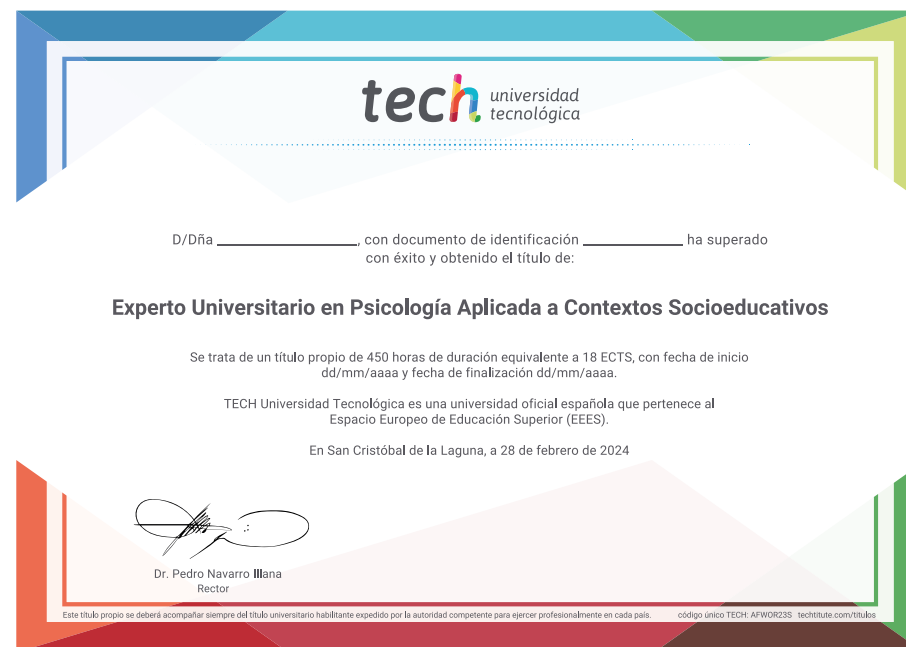 tech universidad
tecnológica
D/Dña ____________________, con documento de identificación ______________ ha superado
con éxito y obtenido el título de:
Experto Universitario en Psicología Aplicada a Contextos Socioeducativos
Se trata de un título propio de 450 horas de duración equivalente a 18 ECTS, con fecha de inicio
dd/mm/aaaa y fecha de finalización dd/mm/aaaa.
TECH Universidad Tecnológica es una universidad oficial española que pertenece al
Espacio Europeo de Educación Superior (EEES).
En San Cristóbal de la Laguna, a 28 de febrero de 2024
Dr. Pedro Navarro Illana
Rector
Este título propio se deberá acompañar siempre del título universitario habilitante expedido por la autoridad competente para ejercer profesionalmente en cada país. código único TECH: AFWOR23S techtitute.com/titulos